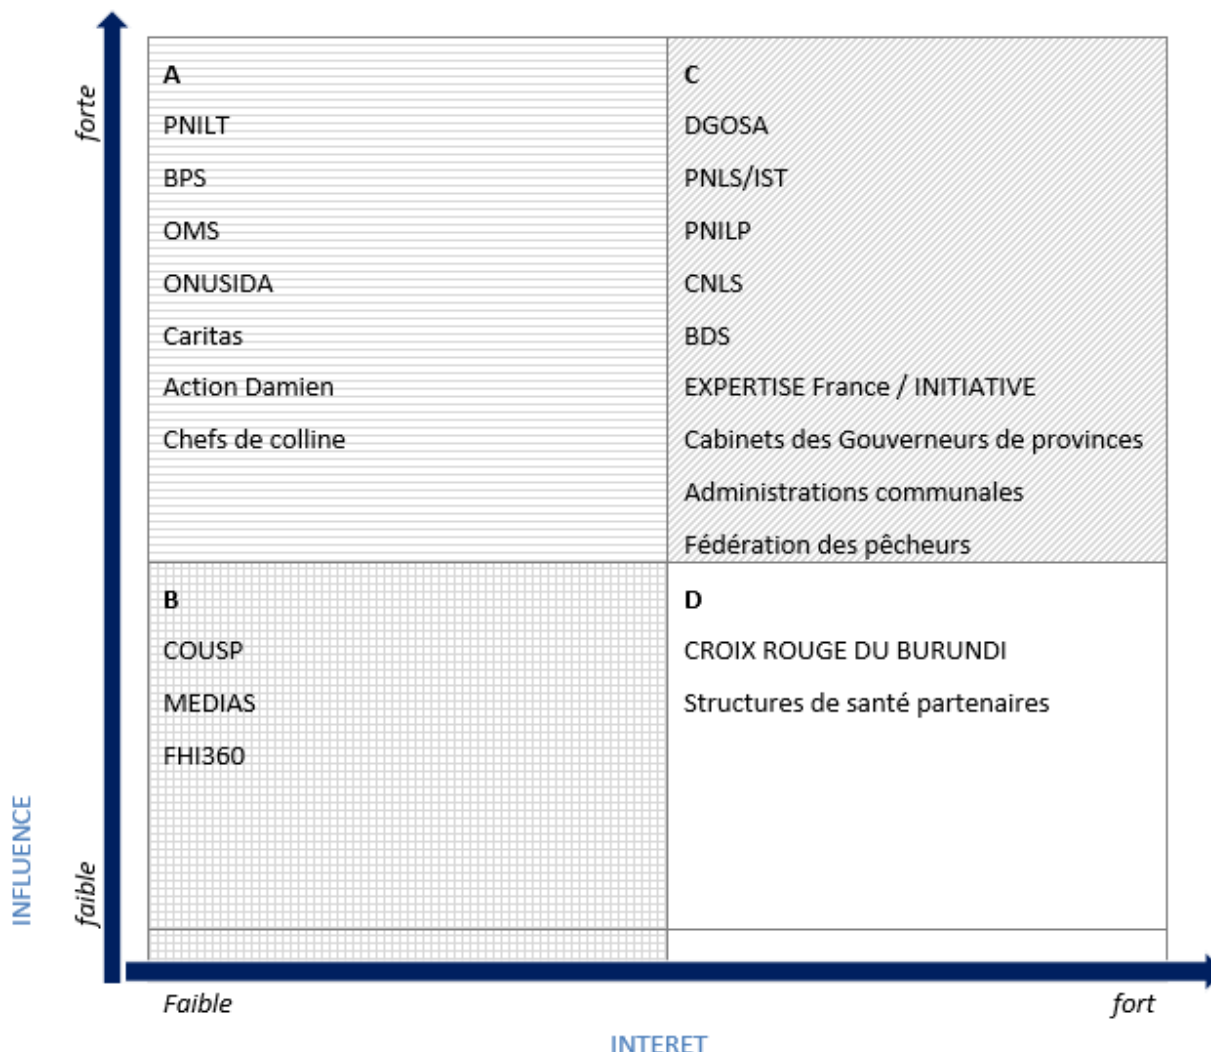 forte
A
PNILT
BPS
OMS
ONUSIDA
Caritas
Action Damien
Chefs de colline
C
DGOSA
PNLS/IST
PNILP
CNLS
BDS
EXPERTISE France / INITIATIVE
Cabinets des Gouverneurs de provinces
Administrations communales
Fédération des pêcheurs
B
COUSP
MEDIAS
FHI360
D
CROIX ROUGE DU BURUNDI
Structures de santé partenaires
INFLUENCE
faible
Faible
fort
INTERET